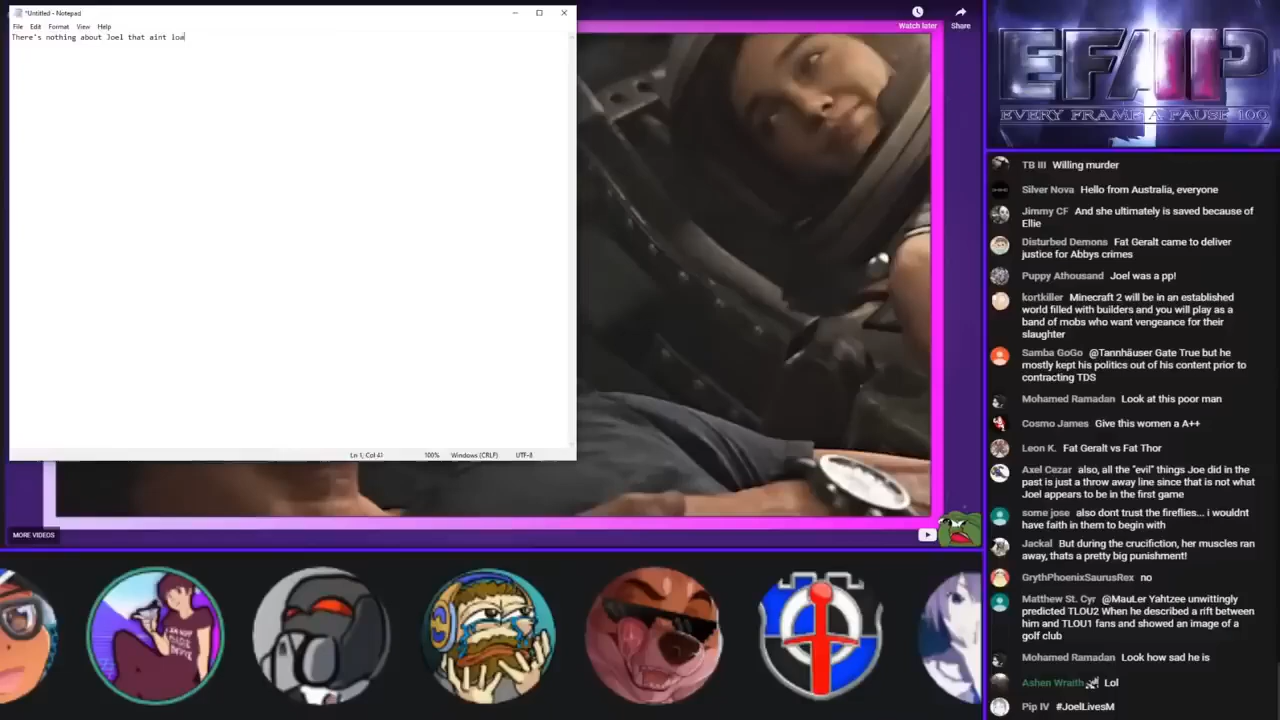 *Untitled - Notepad
File Edit Format View Help
There's nothing about Joel that aint loa
Ln 1, Col 41
100%
Windows (CRLF)
UTF-8
Watch later
Share
MORE VIDEOS
EFAP
EVERY FRAME A PAUSE 100
TB III Willing murder
Silver Nova Hello from Australia, everyone
Jimmy CF And she ultimately is saved because of
Ellie
Disturbed Demons Fat Geralt came to deliver
justice for Abbys crimes
Puppy Athousand Joel was a pp!
kortkiller Minecraft 2 will be in an established
world filled with builders and you will play as a
band of mobs who want vengeance for their
slaughter
Samba GoGo @Tannhäuser Gate True but he
mostly kept his politics out of his content prior to
contracting TDS
Mohamed Ramadan Look at this poor man
Cosmo James Give this women a A++
Leon K. Fat Geralt vs Fat Thor
Axel Cezar also, all the "evil" things Joe did in the
past is just a throw away line since that is not what
Joel appears to be in the first game
some jose also dont trust the fireflies... i wouldnt
have faith in them to begin with
Jackal But during the crucifiction, her muscles ran
away, thats a pretty big punishment!
GrythPhoenixSaurusRex no
Matthew St. Cyr @MauLer Yahtzee unwittingly
predicted TLOU2 When he described a rift between
him and TLOU1 fans and showed an image of a
golf club
Mohamed Ramadan Look how sad he is
Ashen Wraith Lol
Pip IV #JoelLivesM